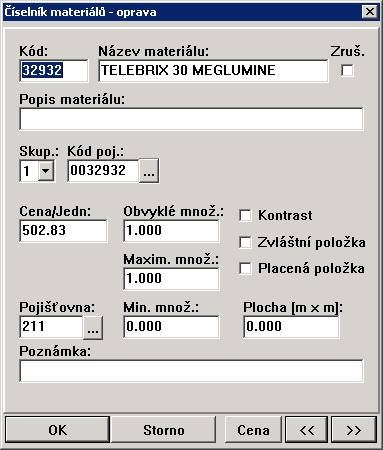 Číselník materiálů - oprava
Kód: Název materiálu: Zruš.
32932 TELEBRIX 30 MEGLUMINE
Popis materiálu:
Skup.: Kód poj.:
1 0032932 ...
Cena/Jedn: Obvyklé množ.: Kontrast
502.83 1.000
Zvláštní položka
Maxim. množ.: Placená položka
1.000
Pojišťovna: Min. množ.: Plocha [m × m]:
211 ... 0.000 0.000
Poznámka:
OK Storno Cena << >>